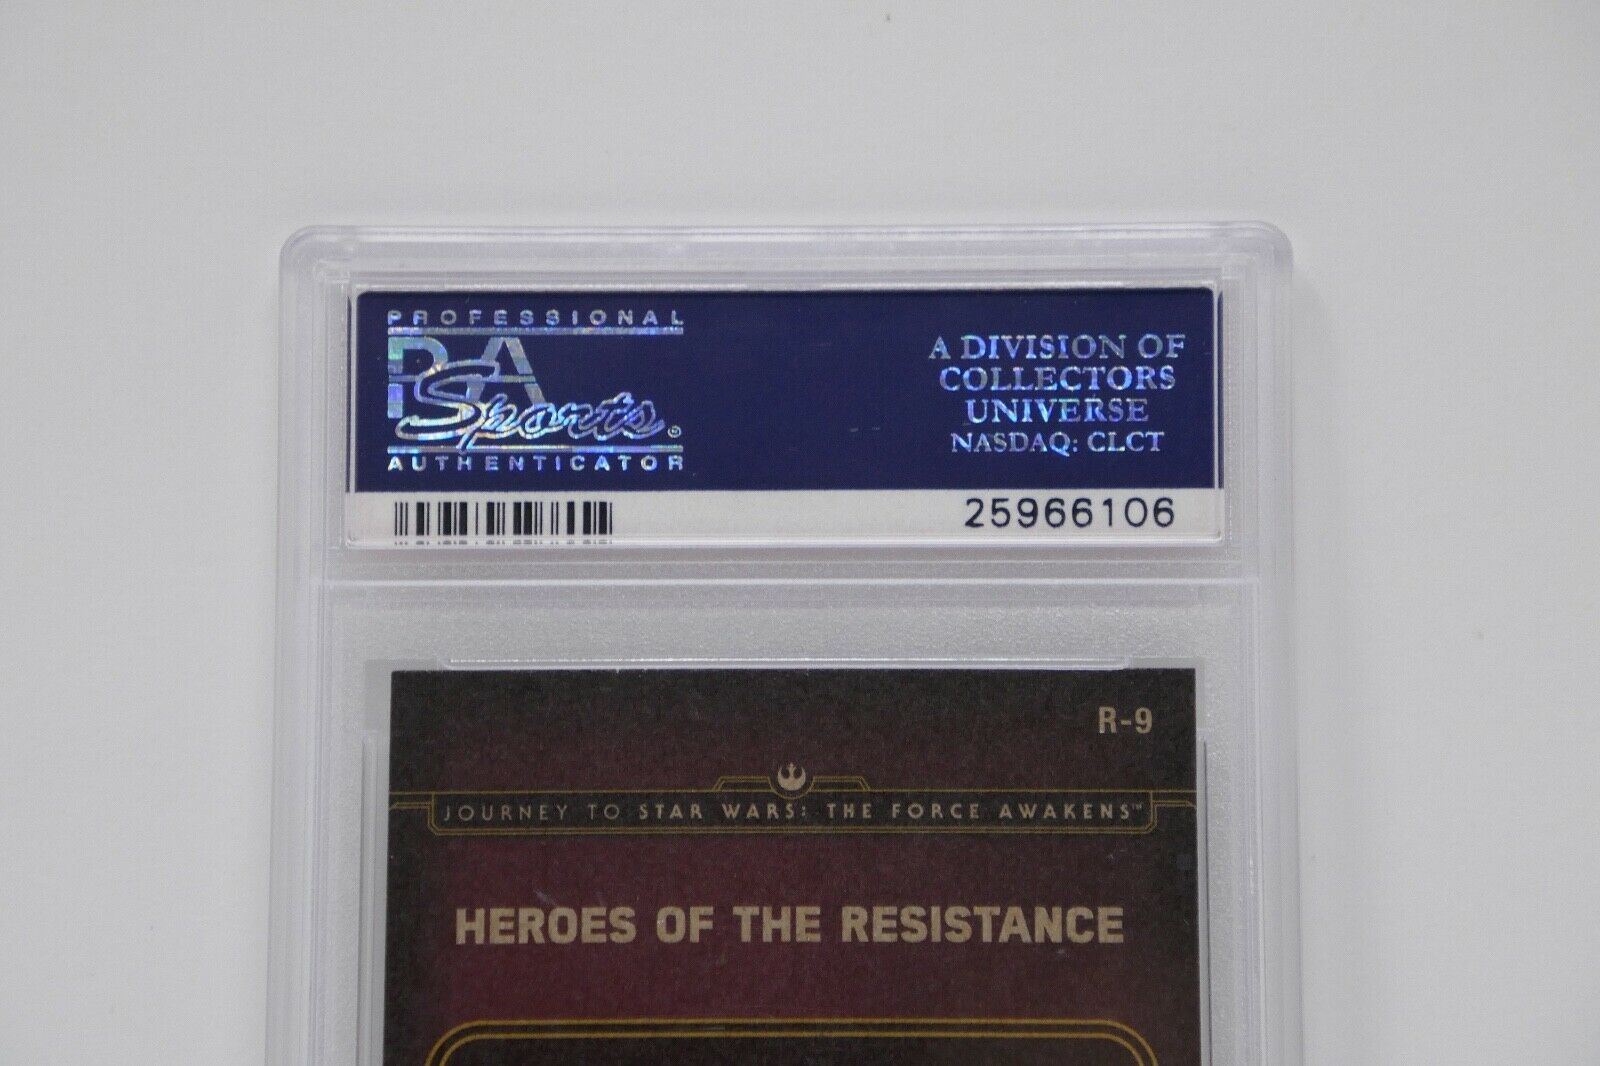 PROFESSIONAL
PSA
Sports®
AUTHENTICATOR
A DIVISION OF
COLLECTORS
UNIVERSE
NASDAQ: CLCT
25966106
R-9
JOURNEY TO STAR WARS: THE FORCE AWAKENS™
HEROES OF THE RESISTANCE